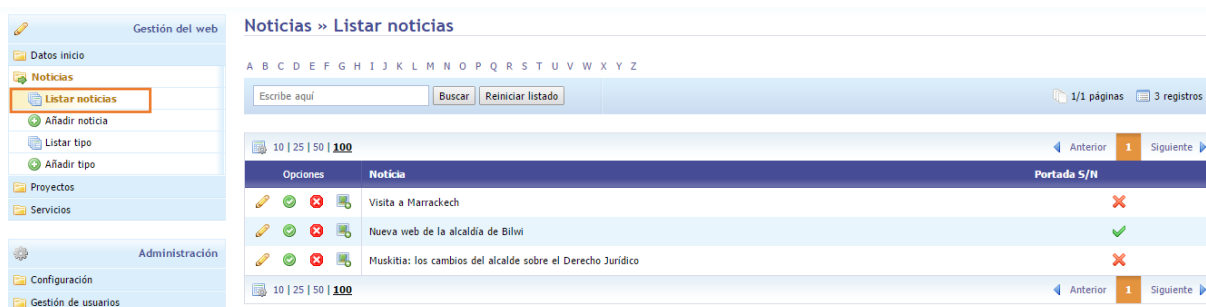 Gestión del web
Datos inicio
Noticias
Listar noticias
Añadir noticia
Listar tipo
Añadir tipo
Proyectos
Servicios
Administración
Configuración
Gestión de usuarios
Noticias » Listar noticias
A B C D E F G H I J K L M N O P Q R S T U V W X Y Z
Escribe aquí Buscar Reiniciar listado 1/1 páginas 3 registros
10 | 25 | 50 | 100 Anterior 1 Siguiente
Opciones Notícia Portada S/N
Visita a Marrackech
Nueva web de la alcaldía de Bilwi
Muskitia: los cambios del alcalde sobre el Derecho Jurídico
10 | 25 | 50 | 100 Anterior 1 Siguiente